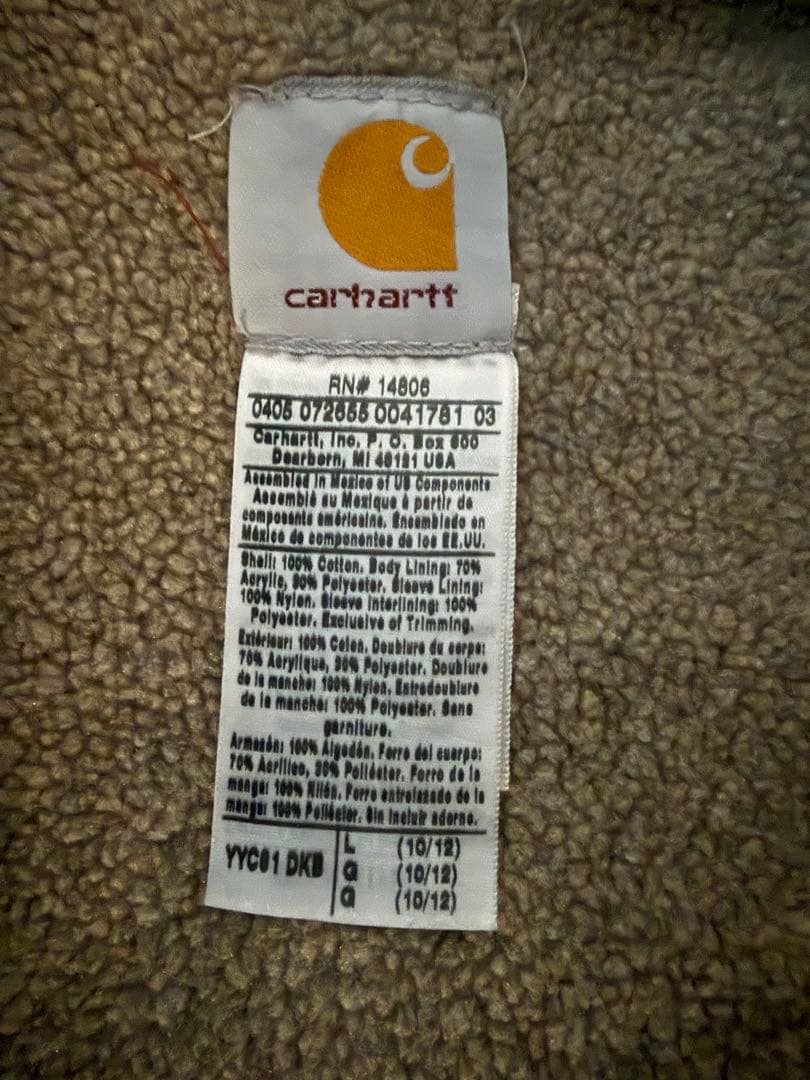 carhartt
RN# 14806
0405 072655 0041781 03
Carhartt, Inc. P. O. Box 600
Dearborn, MI 48121 USA
Assembled in Mexico of US Components
Assemblé au Mexique à partir de
composants américains. Ensamblado en
México de componentes de los EE.UU.
Shell: 100% Cotton. Body Lining: 70%
Acrylic, 30% Polyester. Sleeve Lining:
100% Nylon. Sleeve Interlining: 100%
Polyester. Exclusive of Trimming.
Extérieur: 100% Coton. Doublure du corps:
70% Acrylique, 30% Polyester. Doublure
de la manche: 100% Nylon. Entredoublure
de la manche: 100% Polyester. Sans
garniture.
Armazón: 100% Algodón. Forro del cuerpo:
70% Acrílico, 30% Poliéster. Forro de la
manga: 100% Nilón. Forro entrelazado de la
manga: 100% Poliéster. Sin incluir adorno.
YYC61 DKB
L (10/12)
G (10/12)
G (10/12)